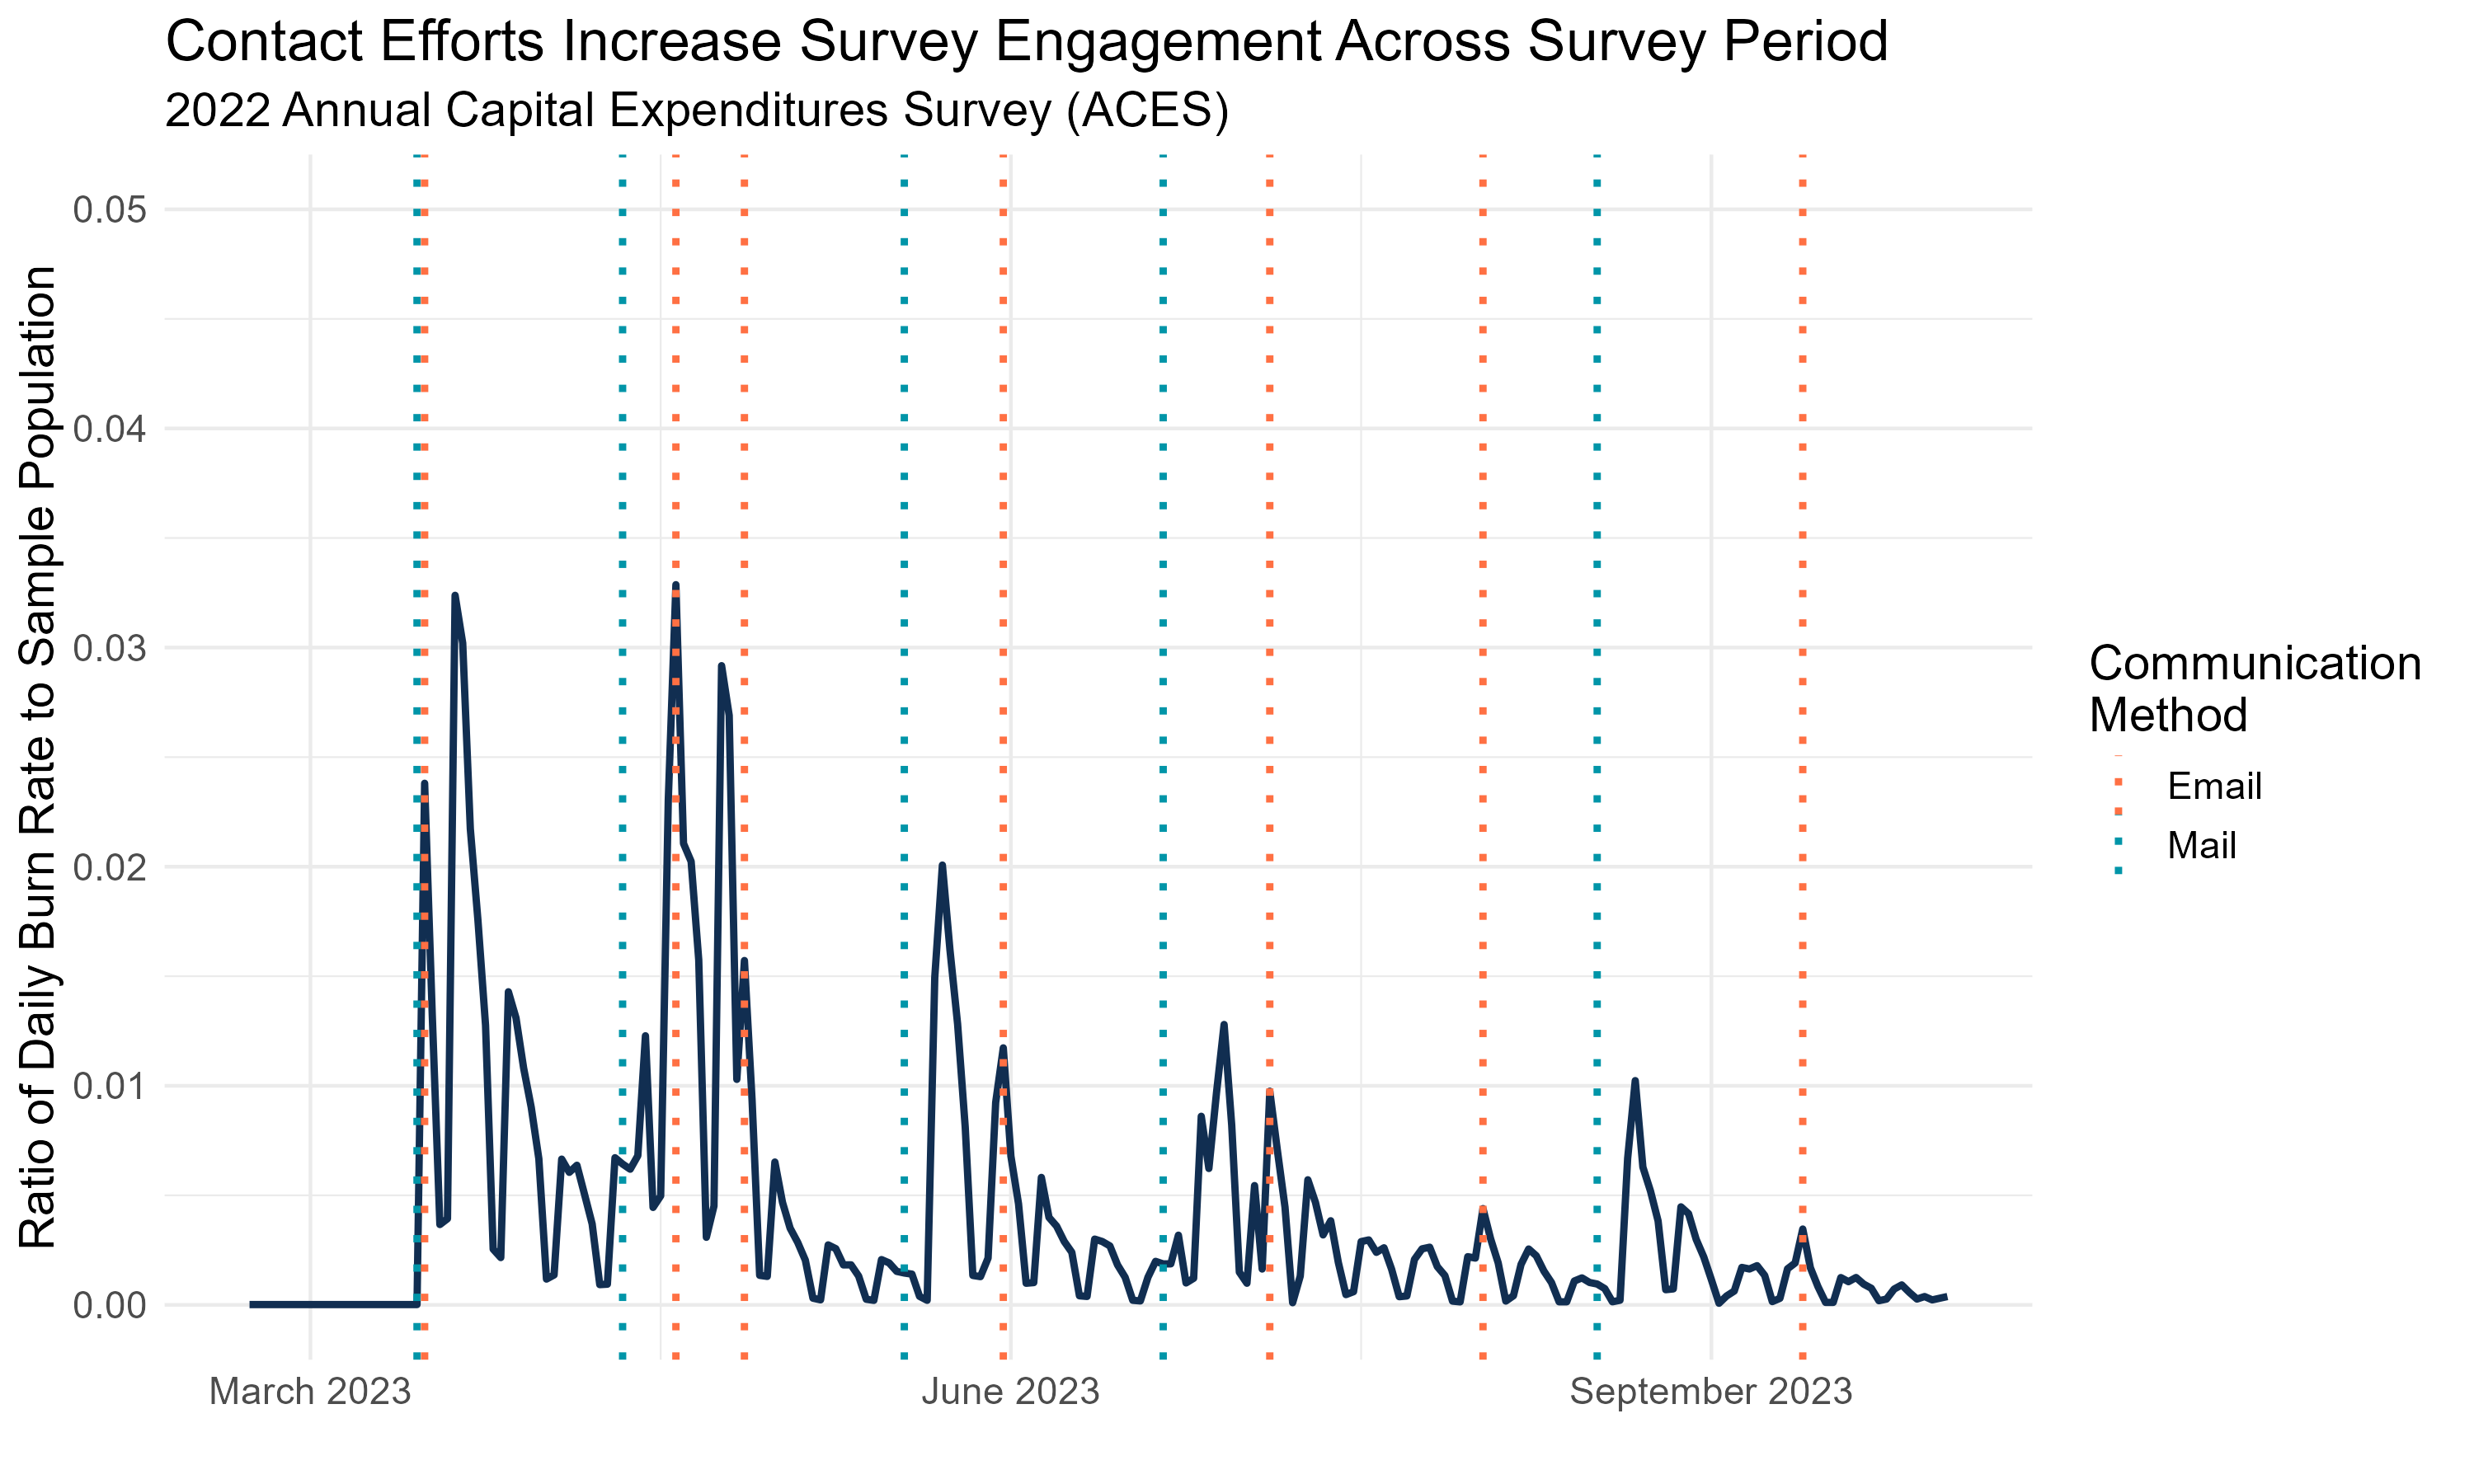 Contact Efforts Increase Survey Engagement Across Survey Period
2022 Annual Capital Expenditures Survey (ACES)
Ratio of Daily Burn Rate to Sample Population
0.05
0.04
0.03
0.02
0.01
0.00
March 2023
June 2023
September 2023
Communication
Method
Email
Mail